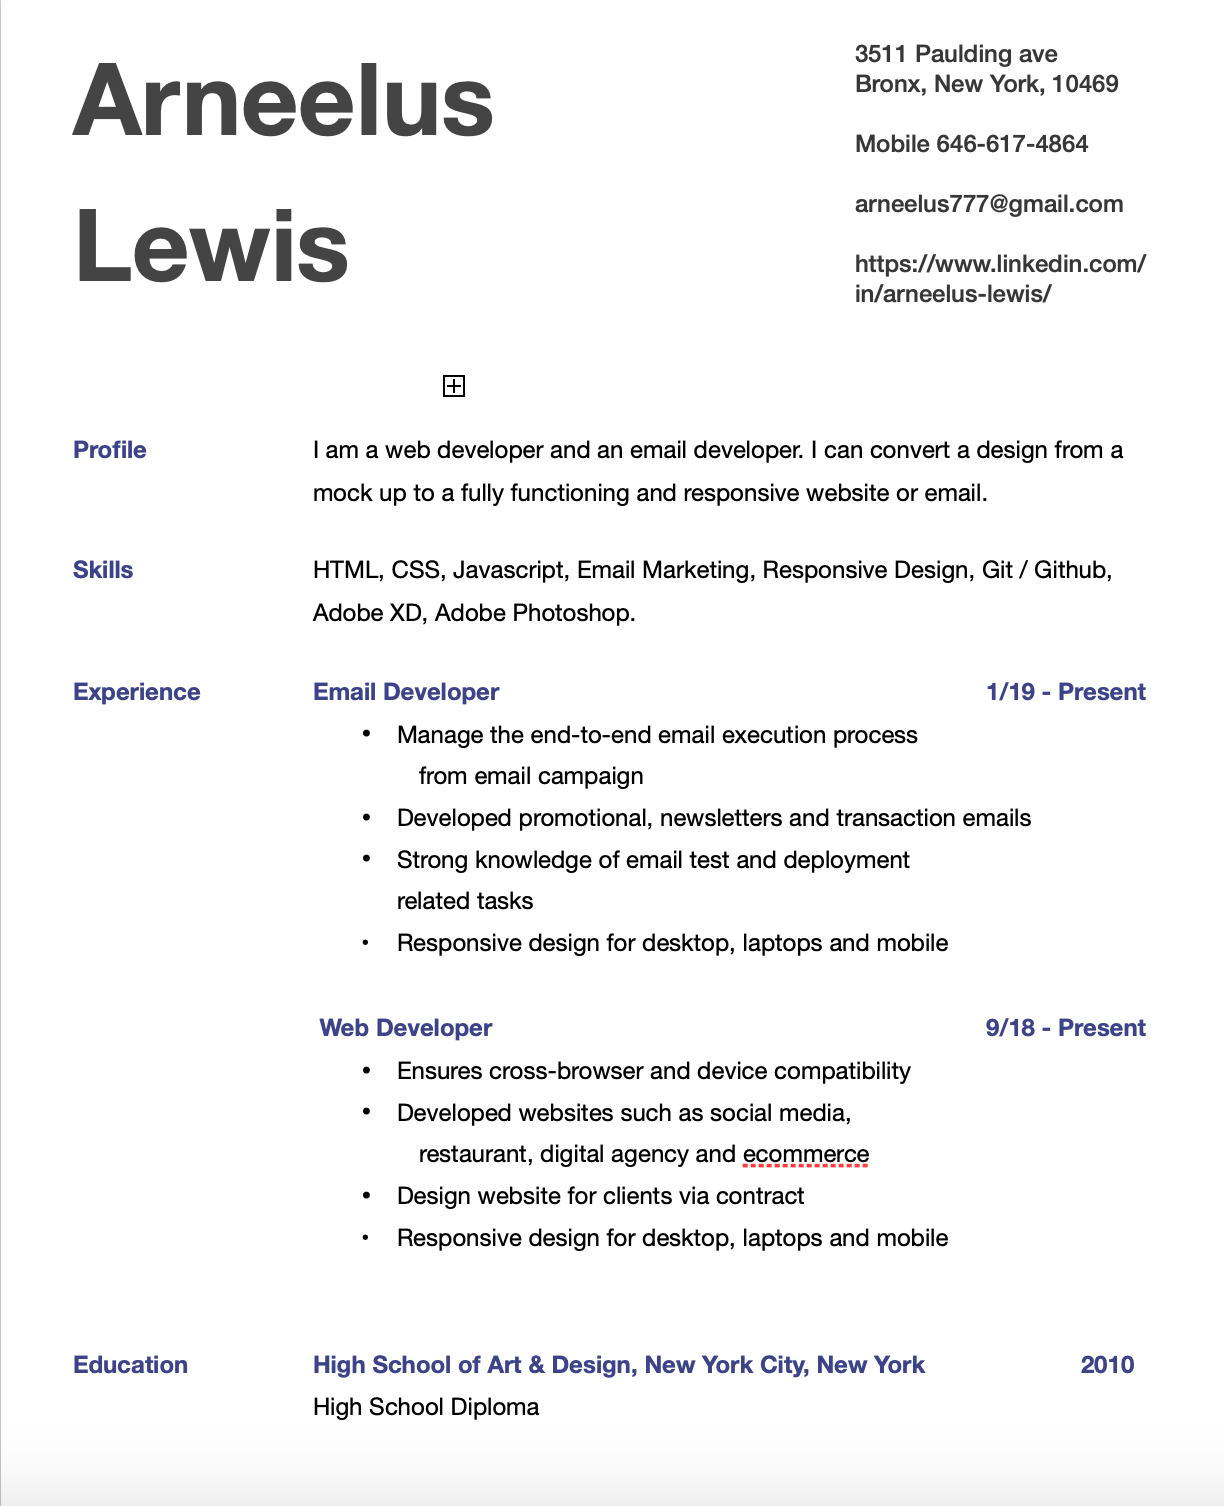 Arneelus
Lewis
3511 Paulding ave
Bronx, New York, 10469
Mobile 646-617-4864
arneelus777@gmail.com
https://www.linkedin.com/
in/arneelus-lewis/
Profile
I am a web developer and an email developer. I can convert a design from a
mock up to a fully functioning and responsive website or email.
Skills
HTML, CSS, Javascript, Email Marketing, Responsive Design, Git / Github,
Adobe XD, Adobe Photoshop.
Experience
Email Developer 1/19 - Present
• Manage the end-to-end email execution process
from email campaign
• Developed promotional, newsletters and transaction emails
• Strong knowledge of email test and deployment
related tasks
• Responsive design for desktop, laptops and mobile
Web Developer 9/18 - Present
• Ensures cross-browser and device compatibility
• Developed websites such as social media,
restaurant, digital agency and ecommerce
• Design website for clients via contract
• Responsive design for desktop, laptops and mobile
Education
High School of Art & Design, New York City, New York 2010
High School Diploma